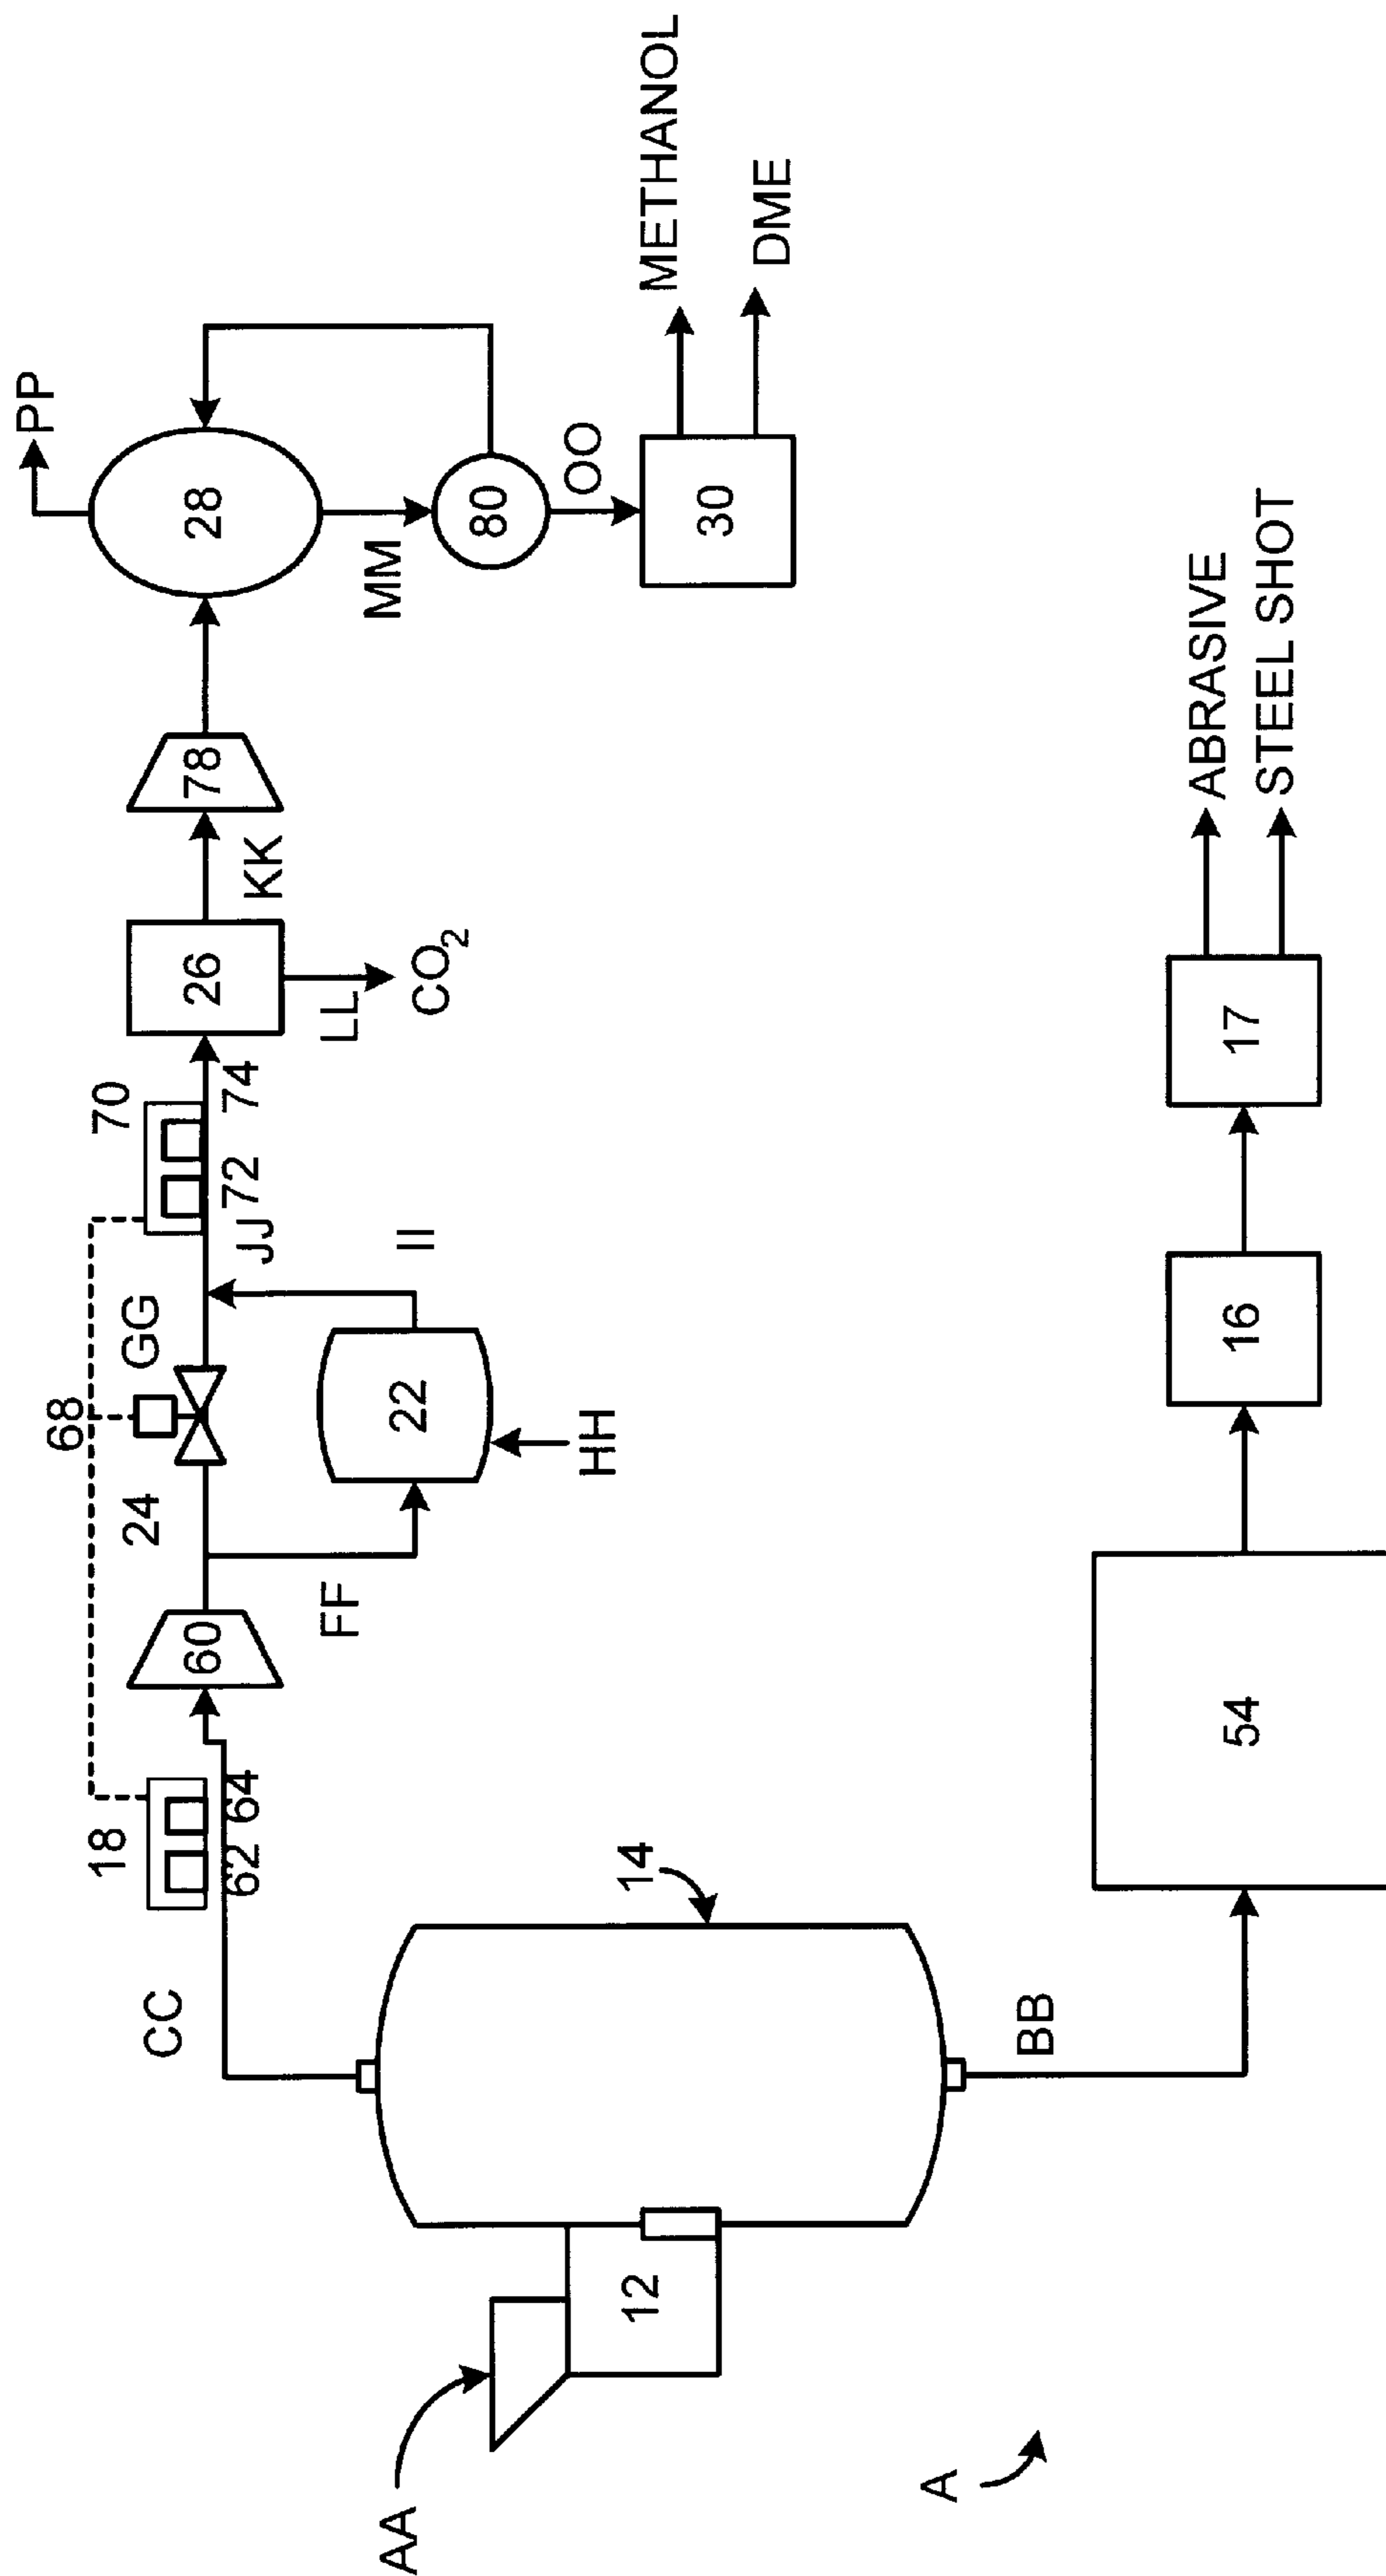 PP
METHANOL
DME
28
MM
80
OO
30
78
KK
26
LL
CO₂
70
74
72
JJ
II
GG
68
24
22
HH
FF
60
18
64
62
CC
14
12
AA
A
BB
54
16
17
ABRASIVE
STEEL SHOT